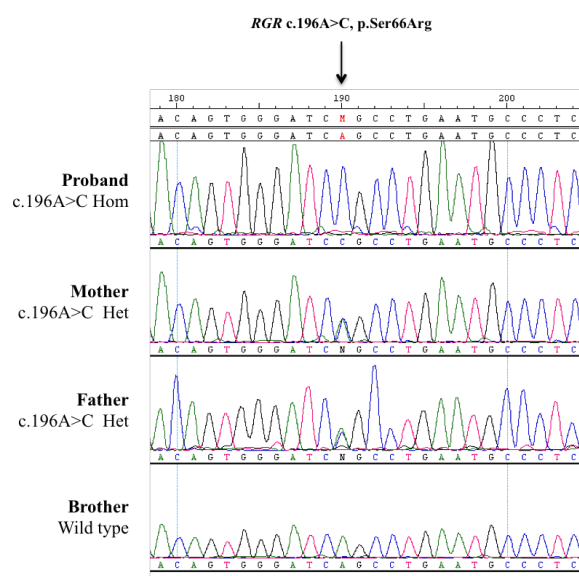 RGR c.196A>C, p.Ser66Arg
180 190 200
A C A G T G G G A T C M G C C T G A A T G C C C T C
A C A G T G G G A T C A G C C T G A A T G C C C T C
Proband
c.196A>C Hom
A C A G T G G G A T C C G C C T G A A T G C C C T C
Mother
c.196A>C Het
A C A G T G G G A T C N G C C T G A A T G C C C T C
Father
c.196A>C Het
A C A G T G G G A T C N G C C T G A A T G C C C T C
Brother
Wild type
A C A G T G G G A T C A G C C T G A A T G C C C T C